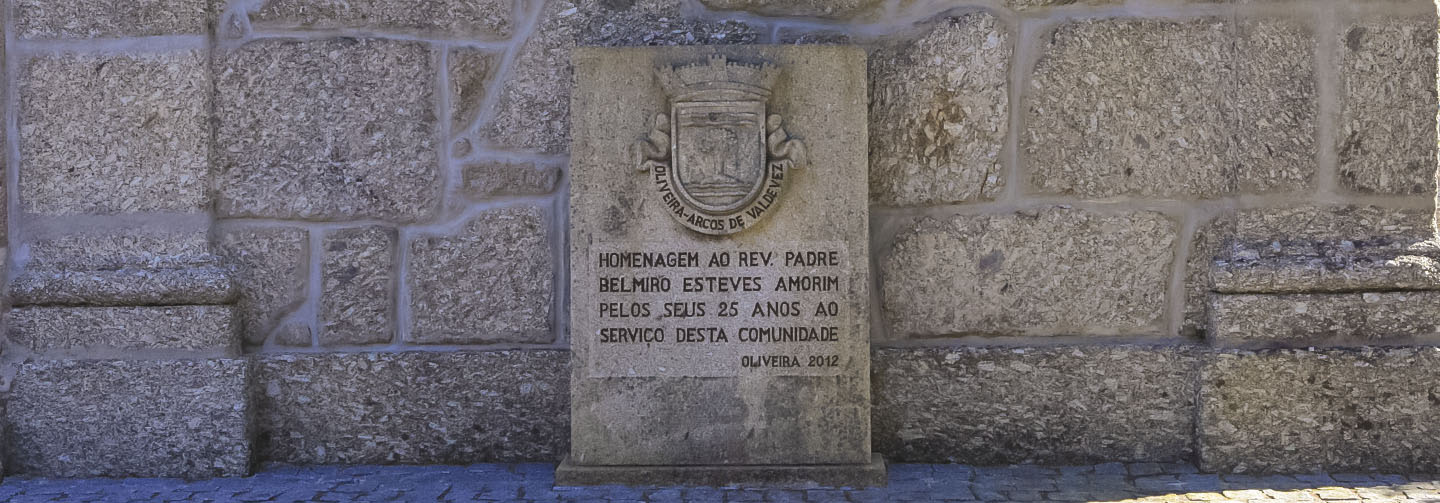 OLIVEIRA-ARCOS DE VALDEVEZ
HOMENAGEM AO REV. PADRE
BELMIRO ESTEVES AMORIM
PELOS SEUS 25 ANOS AO
SERVIÇO DESTA COMUNIDADE
OLIVEIRA 2012